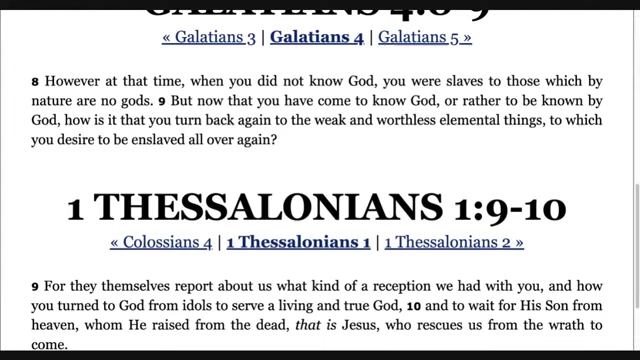 GALATIANS 4:8-9
« Galatians 3 | Galatians 4 | Galatians 5 »
8 However at that time, when you did not know God, you were slaves to those which by
nature are no gods. 9 But now that you have come to know God, or rather to be known by
God, how is it that you turn back again to the weak and worthless elemental things, to which
you desire to be enslaved all over again?
1 THESSALONIANS 1:9-10
« Colossians 4 | 1 Thessalonians 1 | 1 Thessalonians 2 »
9 For they themselves report about us what kind of a reception we had with you, and how
you turned to God from idols to serve a living and true God, 10 and to wait for His Son from
heaven, whom He raised from the dead, that is Jesus, who rescues us from the wrath to
come.